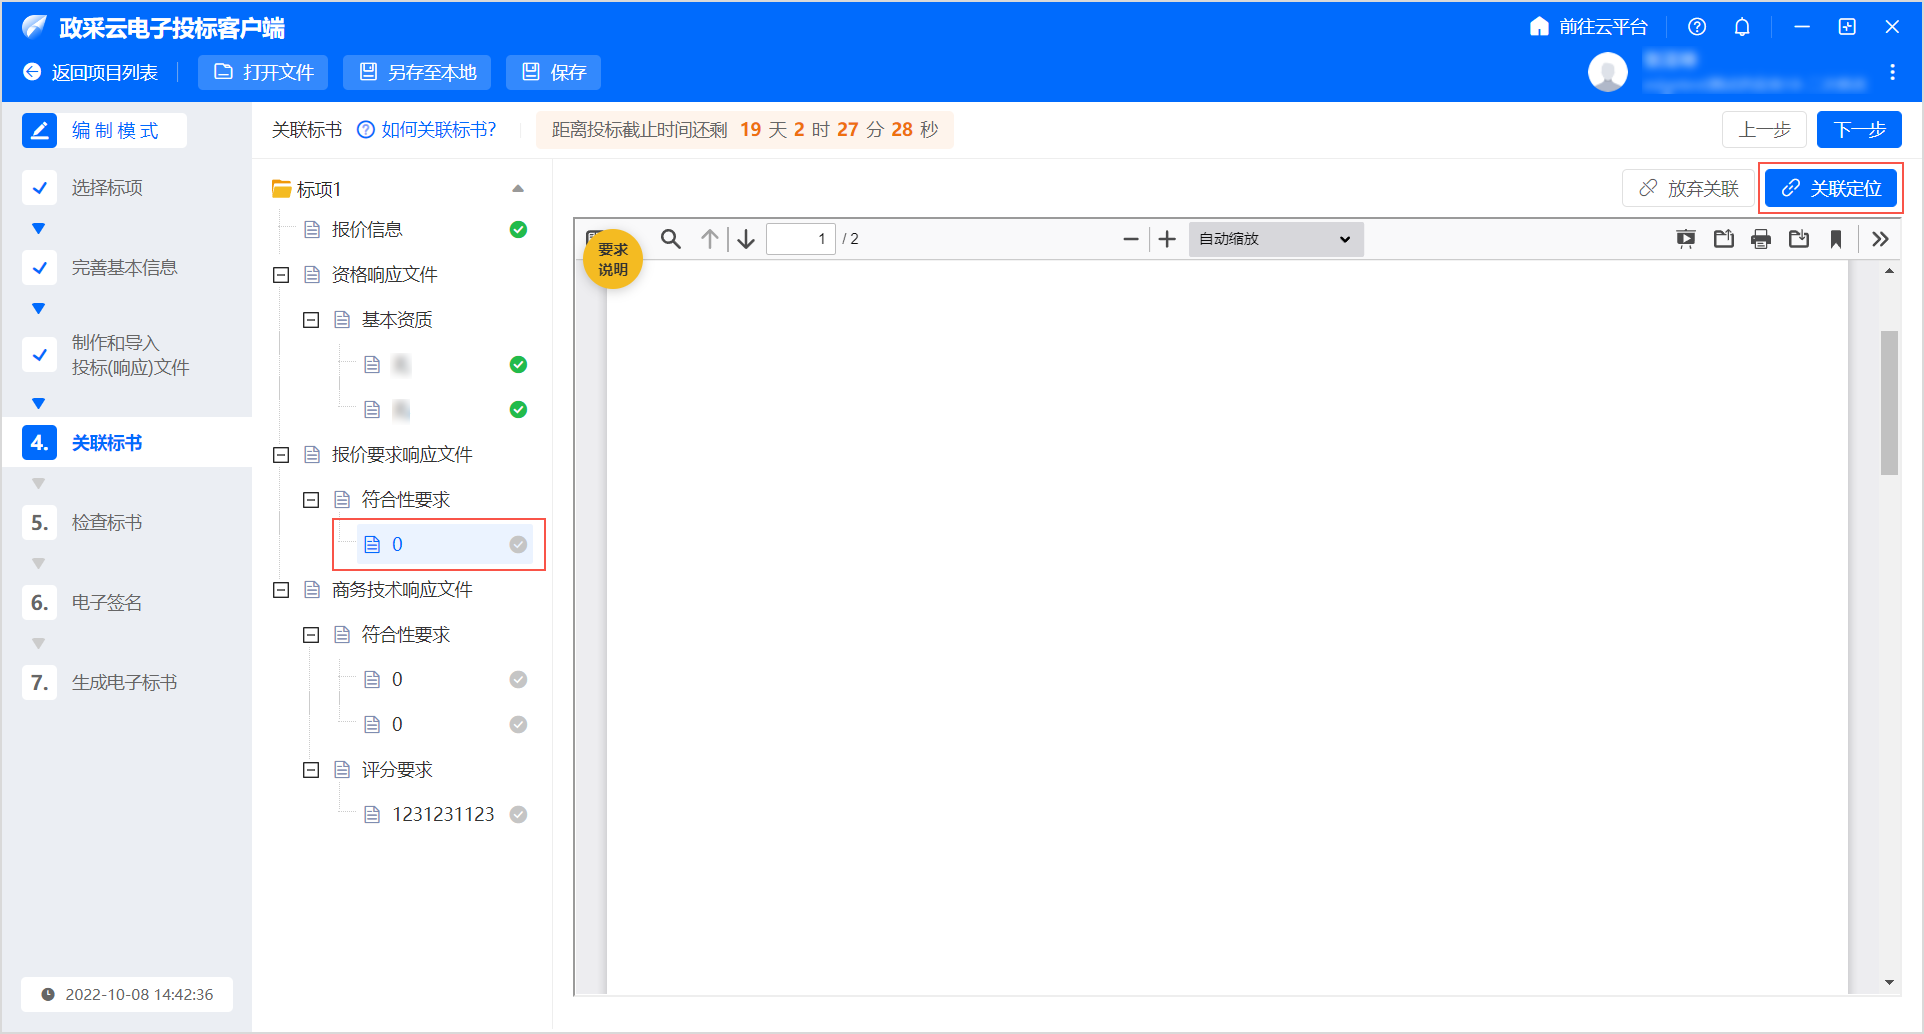 政采云电子投标客户端
前往云平台
返回项目列表
打开文件
另存至本地
保存
编制模式
选择标项
完善基本信息
制作和导入
投标(响应)文件
4. 关联标书
5. 检查标书
6. 电子签名
7. 生成电子标书
2022-10-08 14:42:36
关联标书
如何关联标书?
距离投标截止时间还剩 19 天 2 时 27 分 28 秒
上一步
下一步
标项1
报价信息
资格响应文件
基本资质
报价要求响应文件
符合性要求
0
商务技术响应文件
符合性要求
0
0
评分要求
1231231123
放弃关联
关联定位
要求
说明
1 / 2
自动缩放